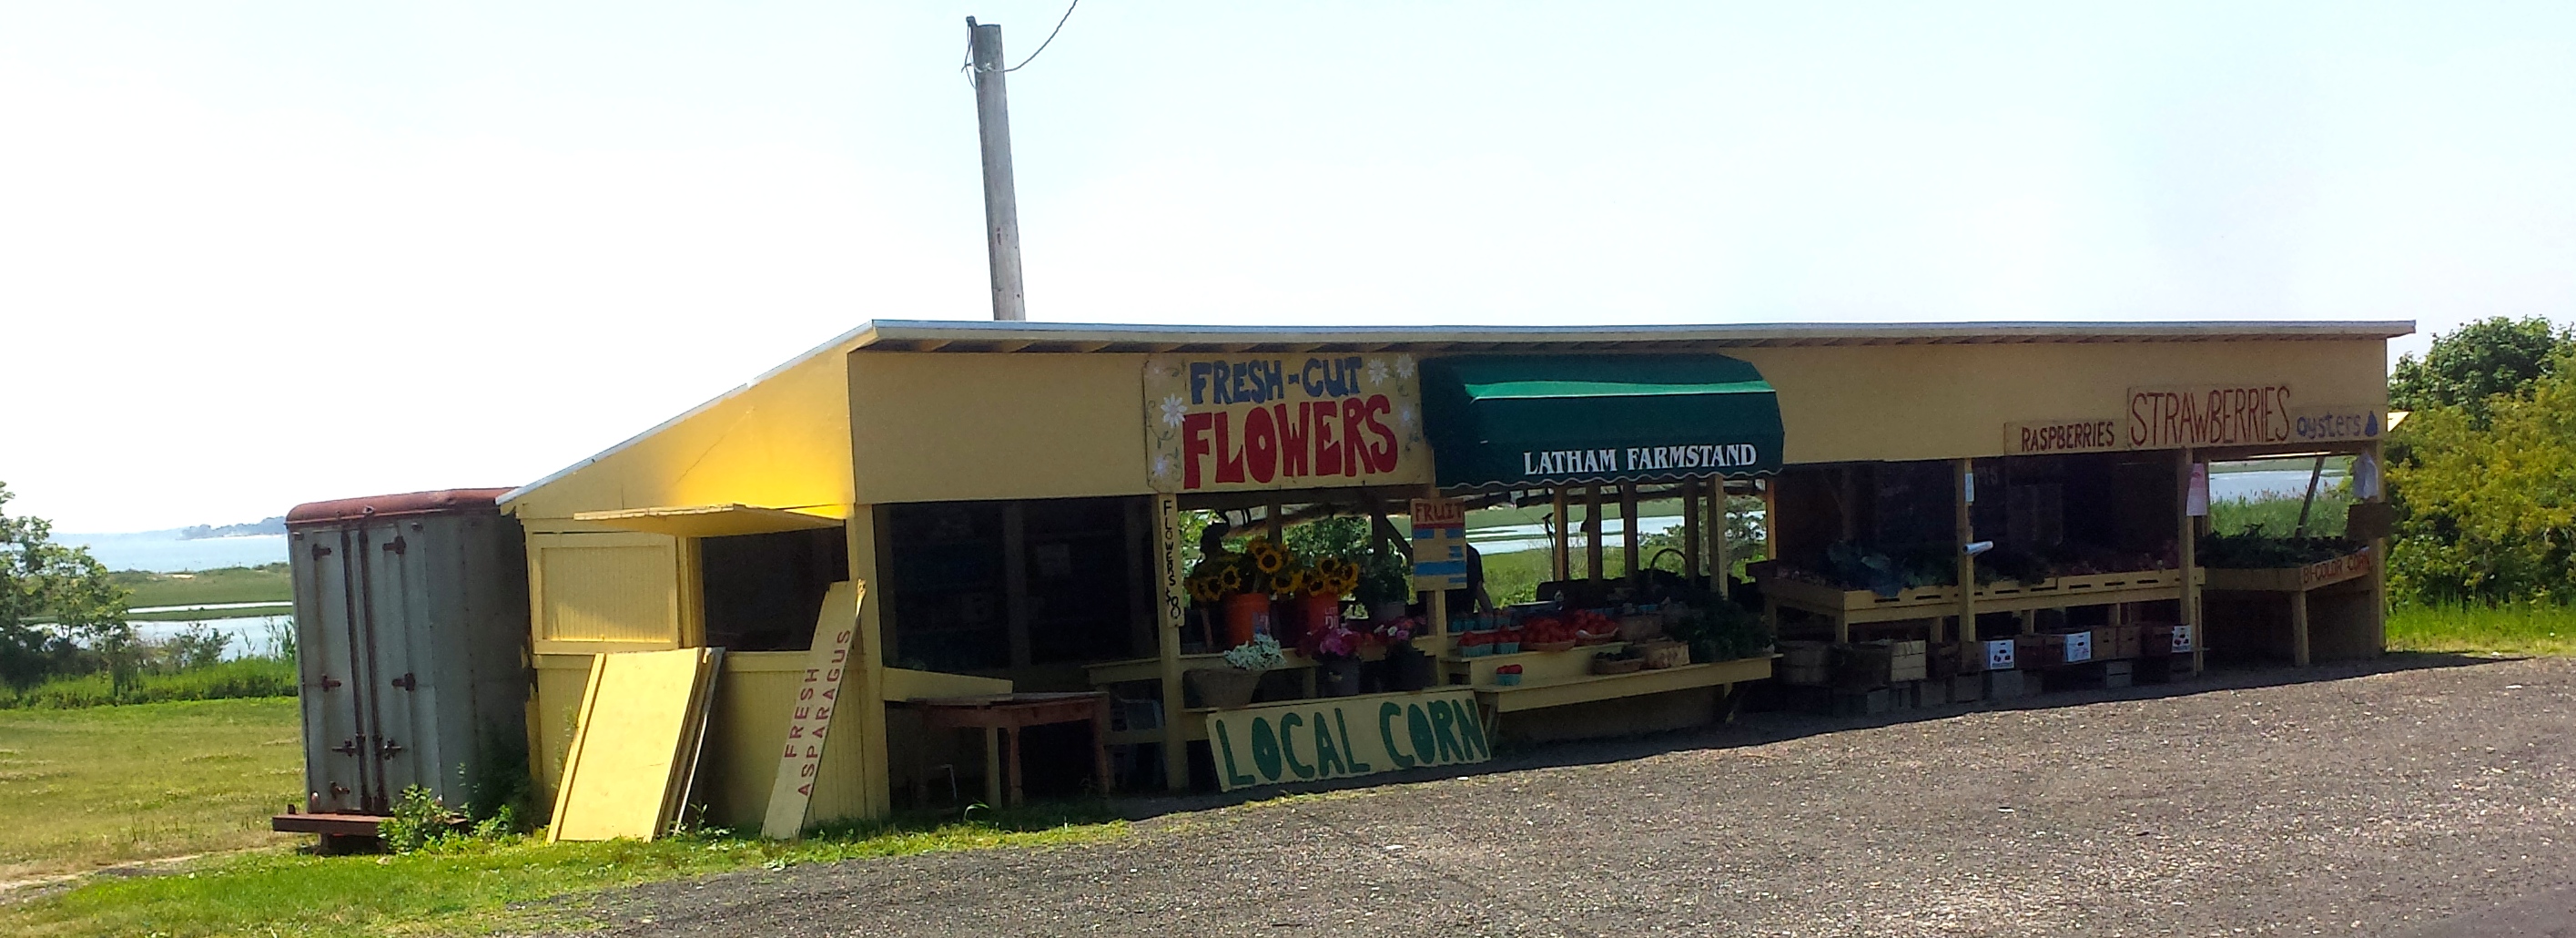 FRESH-CUT
FLOWERS
LATHAM FARMSTAND
RASPBERRIES
STRAWBERRIES
oysters
FLOWERS
FRUIT
BI-COLOR CORN
FRESH
ASPARAGUS
LOCAL CORN